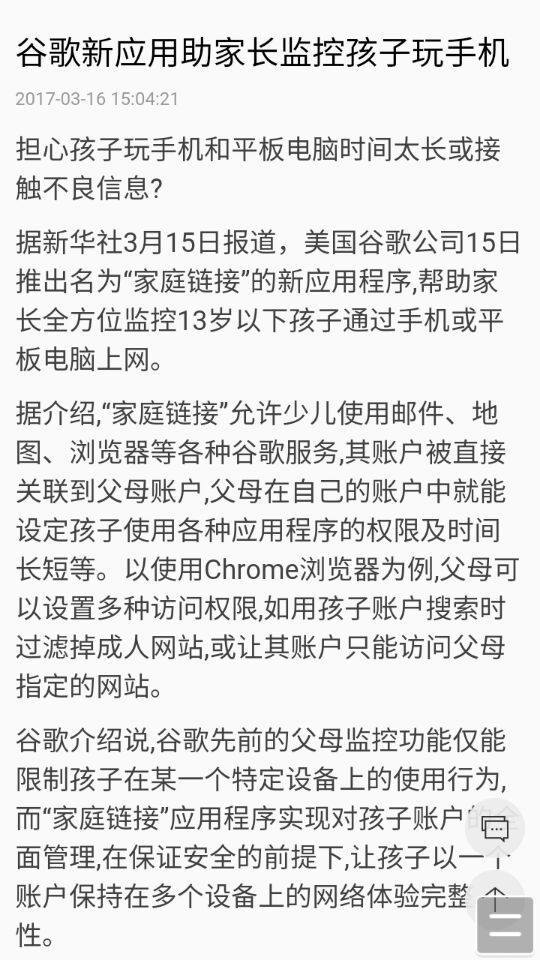 谷歌新应用助家长监控孩子玩手机
2017-03-16 15:04:21
担心孩子玩手机和平板电脑时间太长或接
触不良信息?
据新华社3月15日报道，美国谷歌公司15日
推出名为“家庭链接”的新应用程序,帮助家
长全方位监控13岁以下孩子通过手机或平
板电脑上网。
据介绍,“家庭链接”允许少儿使用邮件、地
图、浏览器等各种谷歌服务,其账户被直接
关联到父母账户,父母在自己的账户中就能
设定孩子使用各种应用程序的权限及时间
长短等。以使用Chrome浏览器为例,父母可
以设置多种访问权限,如用孩子账户搜索时
过滤掉成人网站,或让其账户只能访问父母
指定的网站。
谷歌介绍说,谷歌先前的父母监控功能仅能
限制孩子在某一个特定设备上的使用行为,
而“家庭链接”应用程序实现对孩子账户的全
面管理,在保证安全的前提下,让孩子以一个
账户保持在多个设备上的网络体验完整
性。